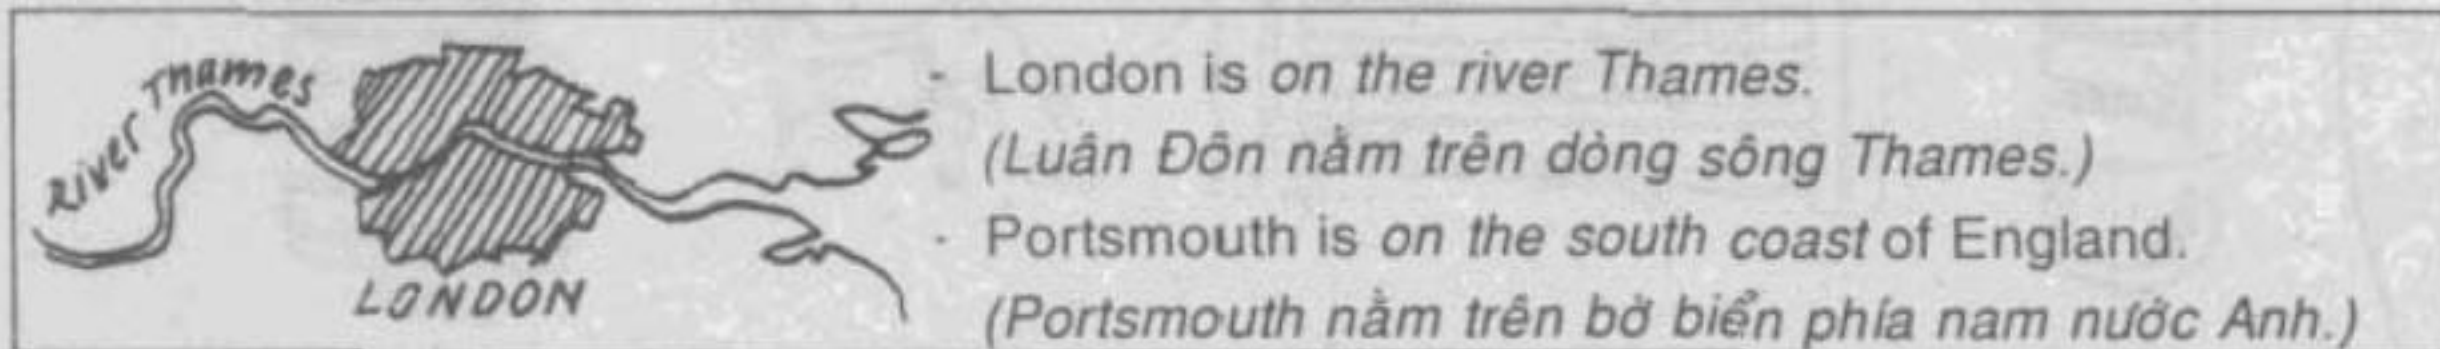 River Thames
LONDON
- London is on the river Thames.
(Luân Đôn nằm trên dòng sông Thames.)
- Portsmouth is on the south coast of England.
(Portsmouth nằm trên bờ biển phía nam nước Anh.)